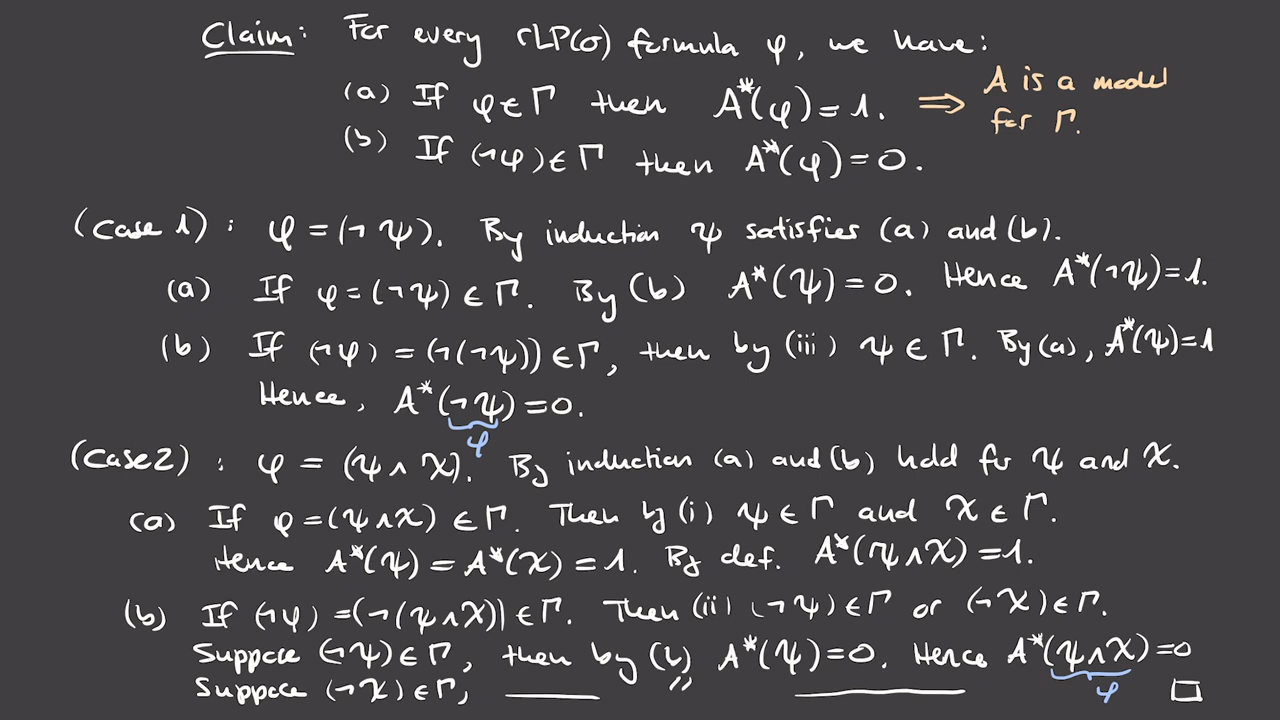 Claim: For every rLP(σ) formula φ, we have:
(a) If φ ∈ Γ then A*(φ) = 1. ⇒ A is a model for Γ.
(b) If (¬φ) ∈ Γ then A*(φ) = 0.
(Case 1): φ = (¬ψ). By induction ψ satisfies (a) and (b).
(a) If φ = (¬ψ) ∈ Γ. By (b) A*(ψ) = 0. Hence A*(¬ψ) = 1.
(b) If (¬φ) = (¬(¬ψ)) ∈ Γ, then by (iii) ψ ∈ Γ. By (a), A*(ψ) = 1
Hence, A*(¬ψ) = 0.
φ
(Case 2): φ = (ψ ∧ χ). By induction (a) and (b) hold for ψ and χ.
(a) If φ = (ψ ∧ χ) ∈ Γ. Then by (i) ψ ∈ Γ and χ ∈ Γ.
Hence A*(ψ) = A*(χ) = 1. By def. A*(ψ ∧ χ) = 1.
(b) If (¬φ) = (¬(ψ ∧ χ)) ∈ Γ. Then (ii) (¬ψ) ∈ Γ or (¬χ) ∈ Γ.
Suppose (¬ψ) ∈ Γ, then by (b) A*(ψ) = 0. Hence A*(ψ ∧ χ) = 0
φ
Suppose (¬χ) ∈ Γ, —— " —— □